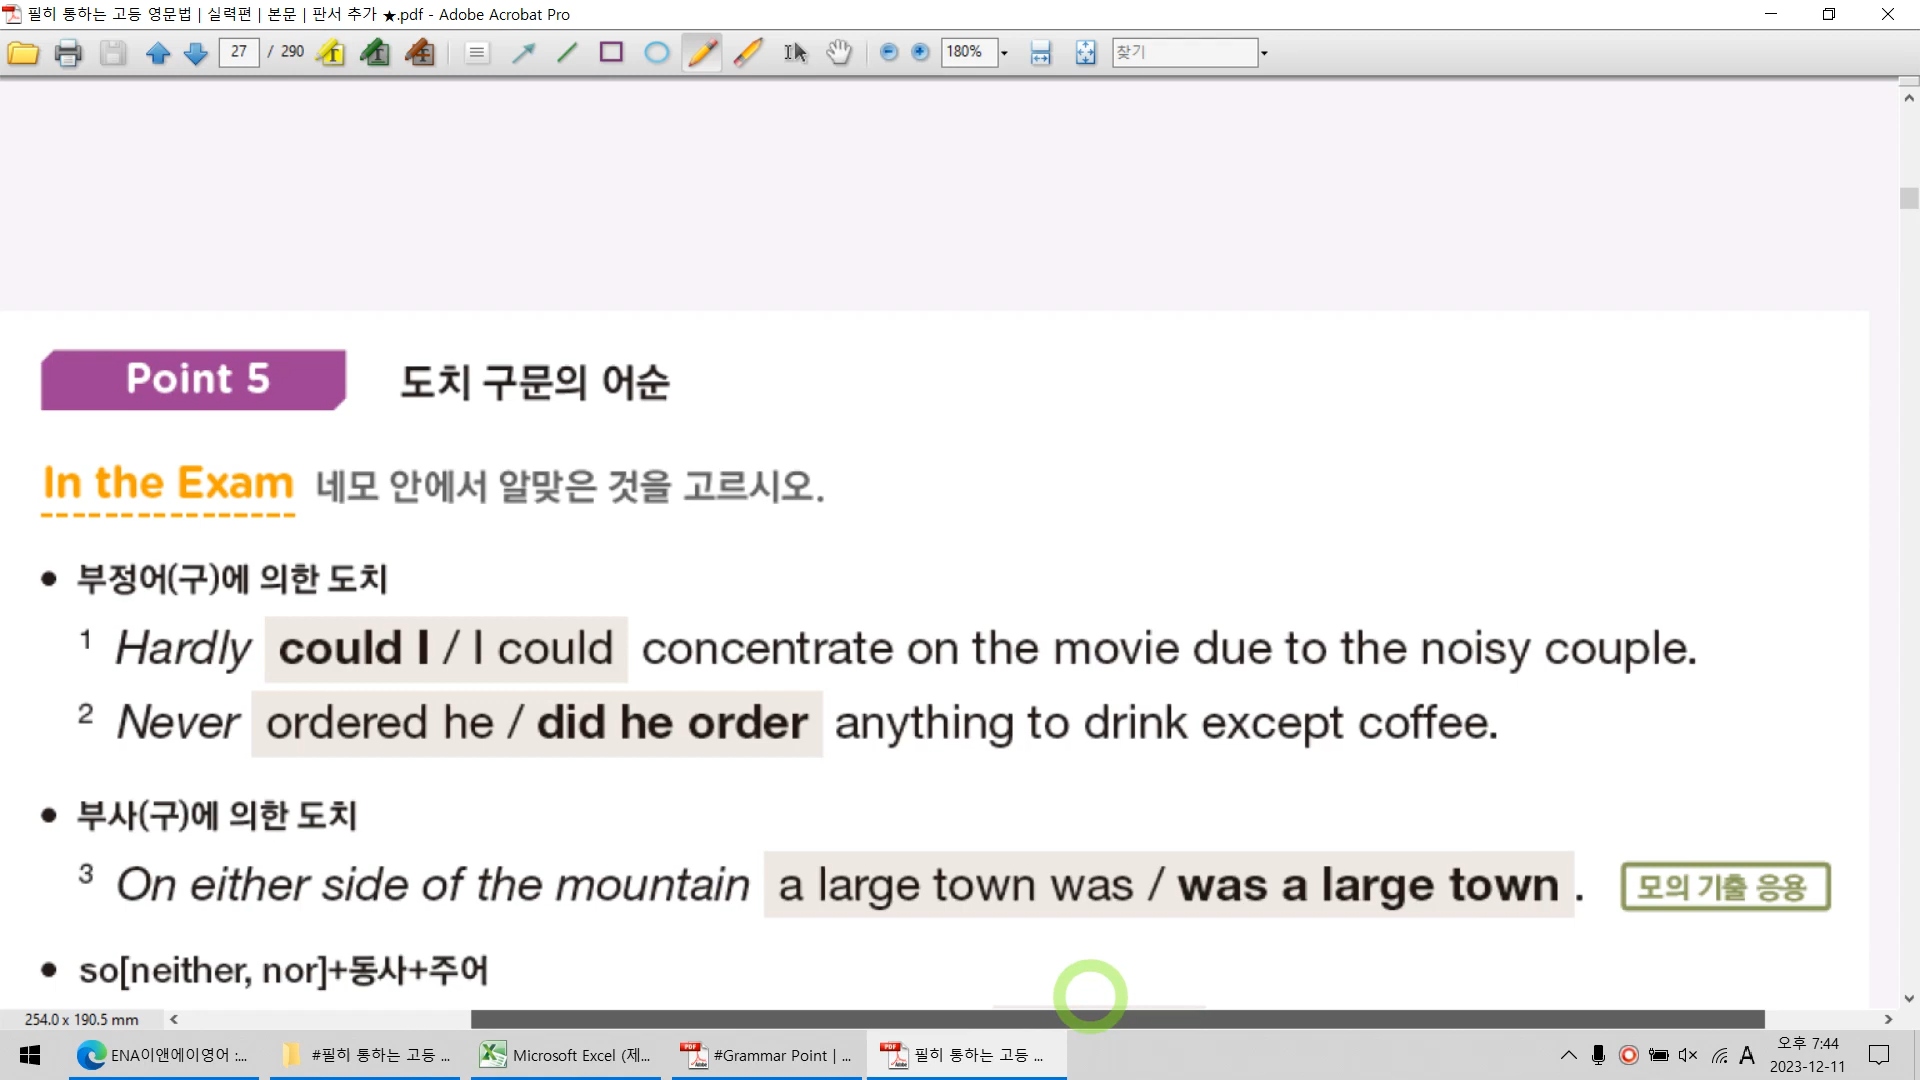 필히 통하는 고등 영문법 | 실력편 | 본문 | 판서 추가 ★.pdf - Adobe Acrobat Pro
27 / 290 180% 찾기
Point 5 도치 구문의 어순
In the Exam 네모 안에서 알맞은 것을 고르시오.
• 부정어(구)에 의한 도치
1 Hardly could I / I could concentrate on the movie due to the noisy couple.
2 Never ordered he / did he order anything to drink except coffee.
• 부사(구)에 의한 도치
3 On either side of the mountain a large town was / was a large town . 모의 기출 응용
• so[neither, nor]+동사+주어
254.0 x 190.5 mm
ENA이앤에이영어 :... #필히 통하는 고등 ... Microsoft Excel (제... #Grammar Point | ... 필히 통하는 고등 ... A 오후 7:44
2023-12-11